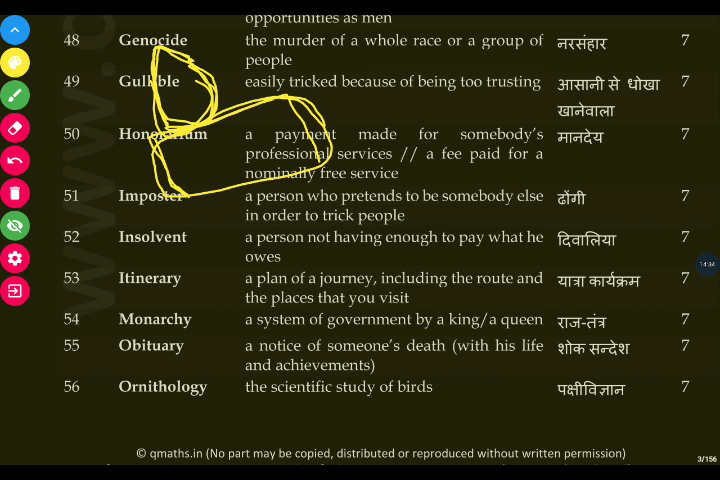 opportunities as men
48 Genocide the murder of a whole race or a group of नरसंहार 7
people
49 Gullible easily tricked because of being too trusting आसानी से धोखा 7
खानेवाला
50 Honorarium a payment made for somebody's मानदेय 7
professional services // a fee paid for a
nominally free service
51 Imposter a person who pretends to be somebody else ढोंगी 7
in order to trick people
52 Insolvent a person not having enough to pay what he दिवालिया 7
owes
53 Itinerary a plan of a journey, including the route and यात्रा कार्यक्रम 7
the places that you visit
54 Monarchy a system of government by a king/a queen राज-तंत्र 7
55 Obituary a notice of someone's death (with his life शोक सन्देश 7
and achievements)
56 Ornithology the scientific study of birds पक्षीविज्ञान 7
© qmaths.in (No part may be copied, distributed or reproduced without written permission)
3/156
14:34